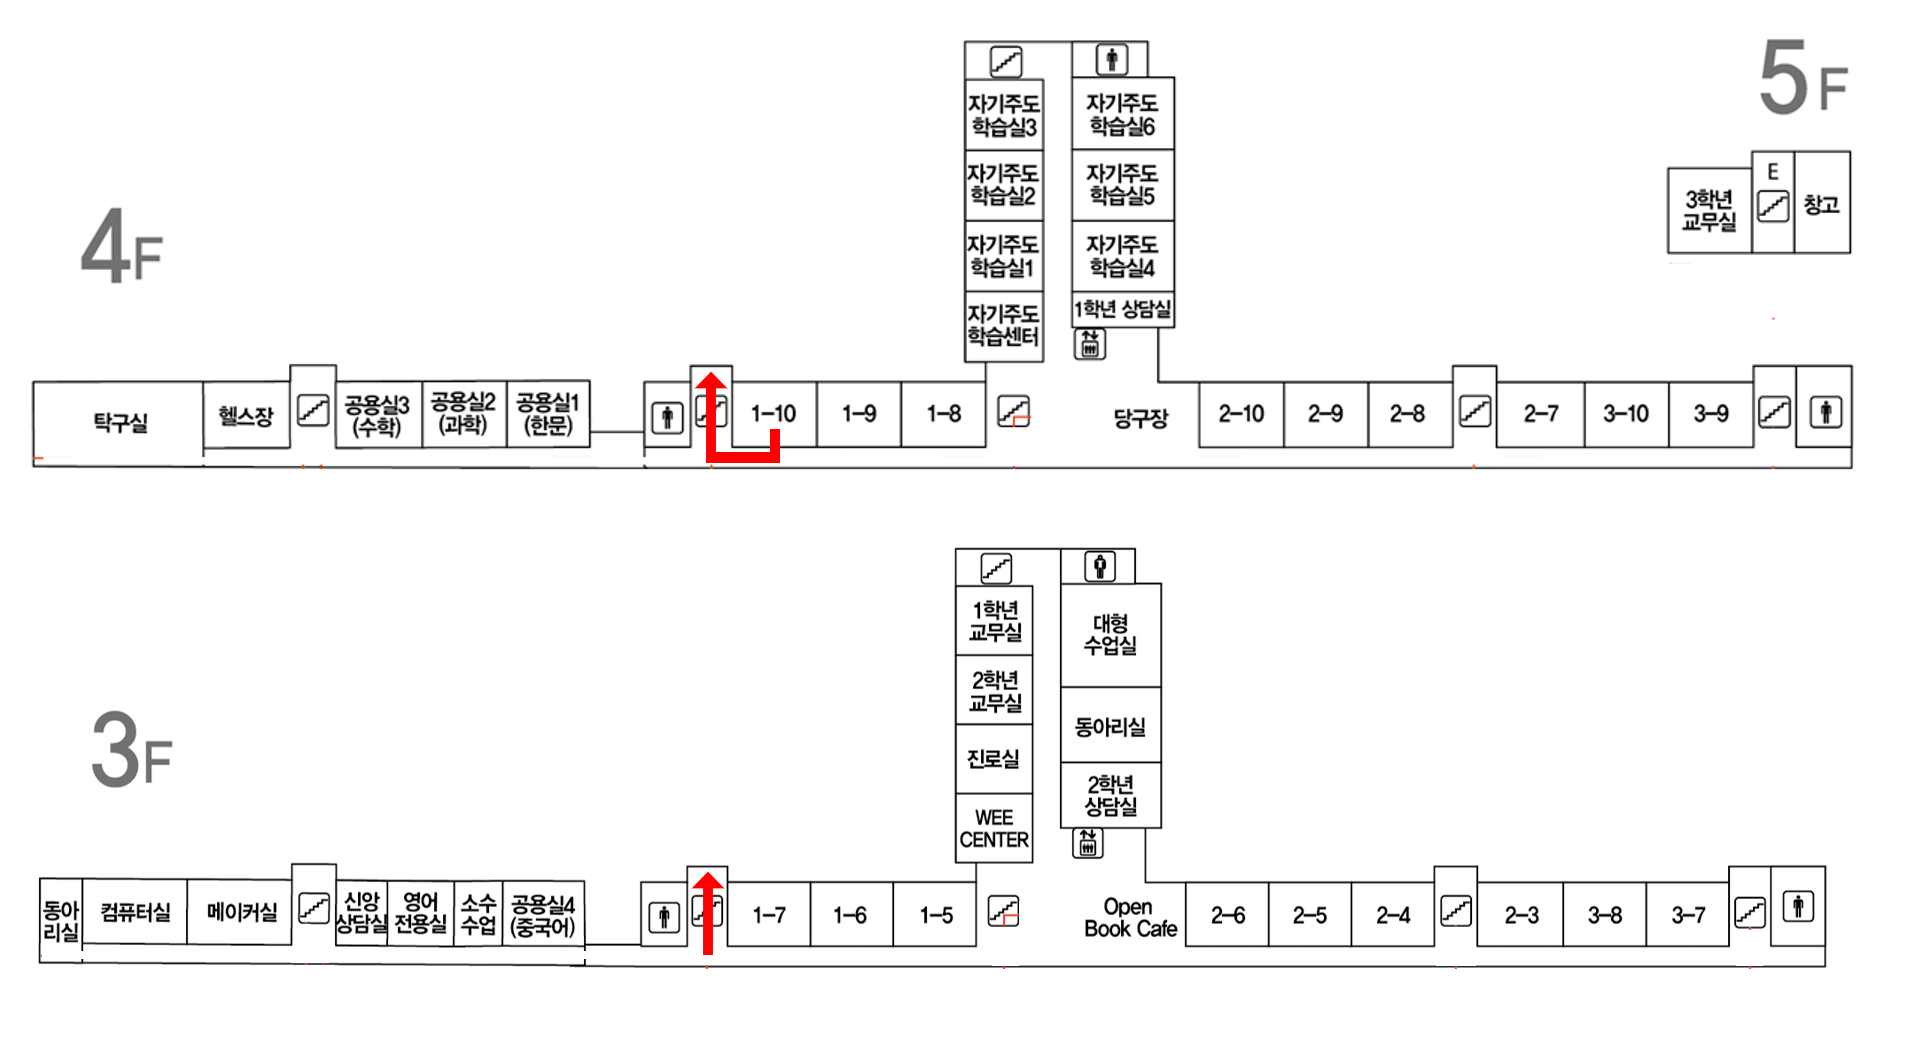 5F
E
3학년
교무실
창고
4F
자기주도
학습실3
자기주도
학습실6
자기주도
학습실2
자기주도
학습실5
자기주도
학습실1
자기주도
학습실4
자기주도
학습센터
1학년 상담실
탁구실
헬스장
공용실3
(수학)
공용실2
(과학)
공용실1
(한문)
1-10
1-9
1-8
당구장
2-10
2-9
2-8
2-7
3-10
3-9
3F
1학년
교무실
대형
수업실
2학년
교무실
동아리실
진로실
2학년
상담실
WEE
CENTER
동아
리실
컴퓨터실
메이커실
신앙
상담실
영어
전용실
소수
수업
공용실4
(중국어)
1-7
1-6
1-5
Open
Book Cafe
2-6
2-5
2-4
2-3
3-8
3-7